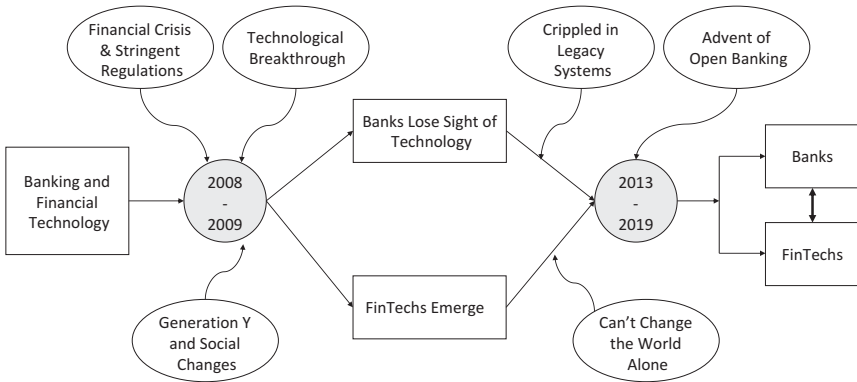 Financial Crisis
& Stringent
Regulations
Technological
Breakthrough
Crippled in
Legacy
Systems
Advent of
Open Banking
Banking and
Financial
Technology
2008
-
2009
Banks Lose Sight of
Technology
FinTechs Emerge
2013
-
2019
Banks
FinTechs
Generation Y
and Social
Changes
Can't Change
the World
Alone